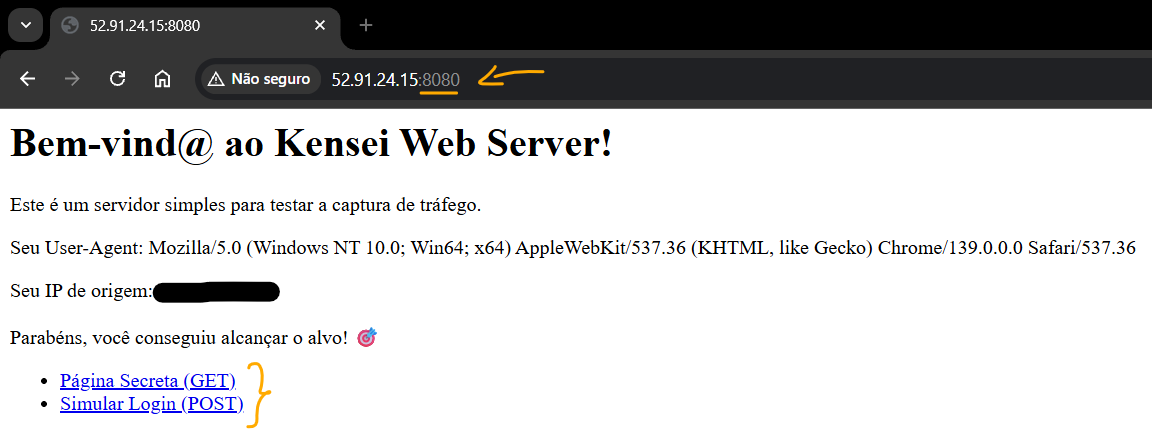 52.91.24.15:8080
Não seguro
52.91.24.15:8080
Bem-vind@ ao Kensei Web Server!
Este é um servidor simples para testar a captura de tráfego.
Seu User-Agent: Mozilla/5.0 (Windows NT 10.0; Win64; x64) AppleWebKit/537.36 (KHTML, like Gecko) Chrome/139.0.0.0 Safari/537.36
Seu IP de origem:
Parabéns, você conseguiu alcançar o alvo! 🎯
• Página Secreta (GET)
• Simular Login (POST)